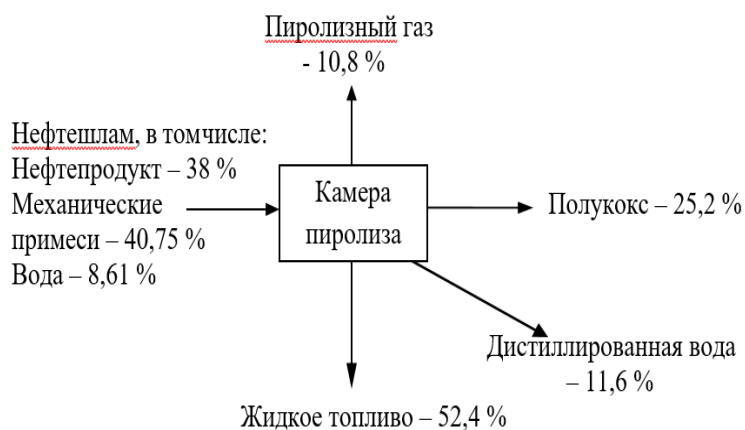 Пиролизный газ
- 10,8 %
Нефтешлам, в томчисле:
Нефтепродукт – 38 %
Механические
примеси – 40,75 %
Вода – 8,61 %
Камера
пиролиза
Полукокс – 25,2 %
Дистиллированная вода
– 11,6 %
Жидкое топливо – 52,4 %